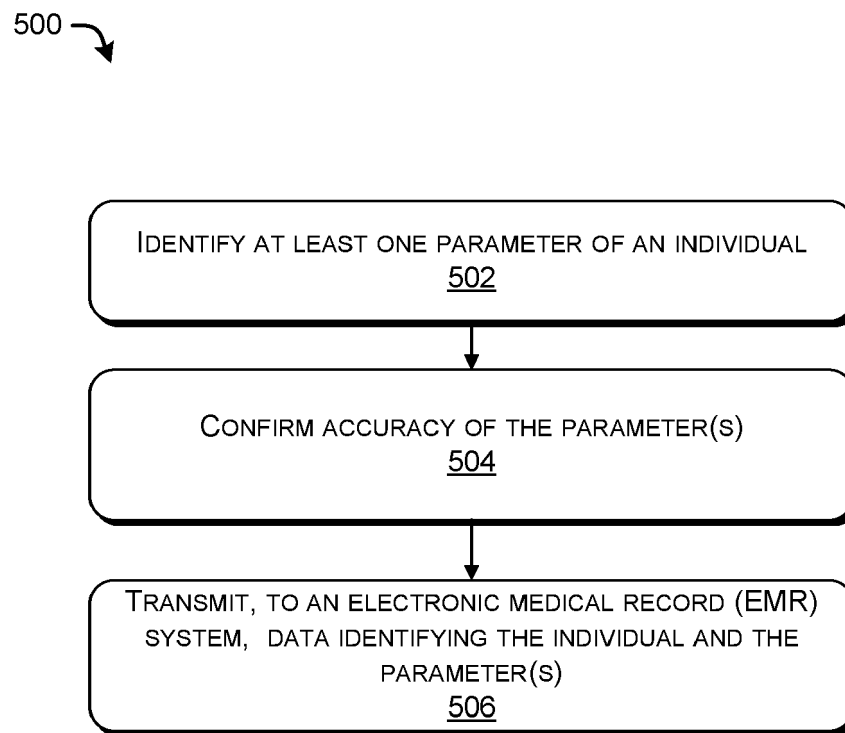 500
IDENTIFY AT LEAST ONE PARAMETER OF AN INDIVIDUAL
502
CONFIRM ACCURACY OF THE PARAMETER(S)
504
TRANSMIT, TO AN ELECTRONIC MEDICAL RECORD (EMR)
SYSTEM, DATA IDENTIFYING THE INDIVIDUAL AND THE
PARAMETER(S)
506